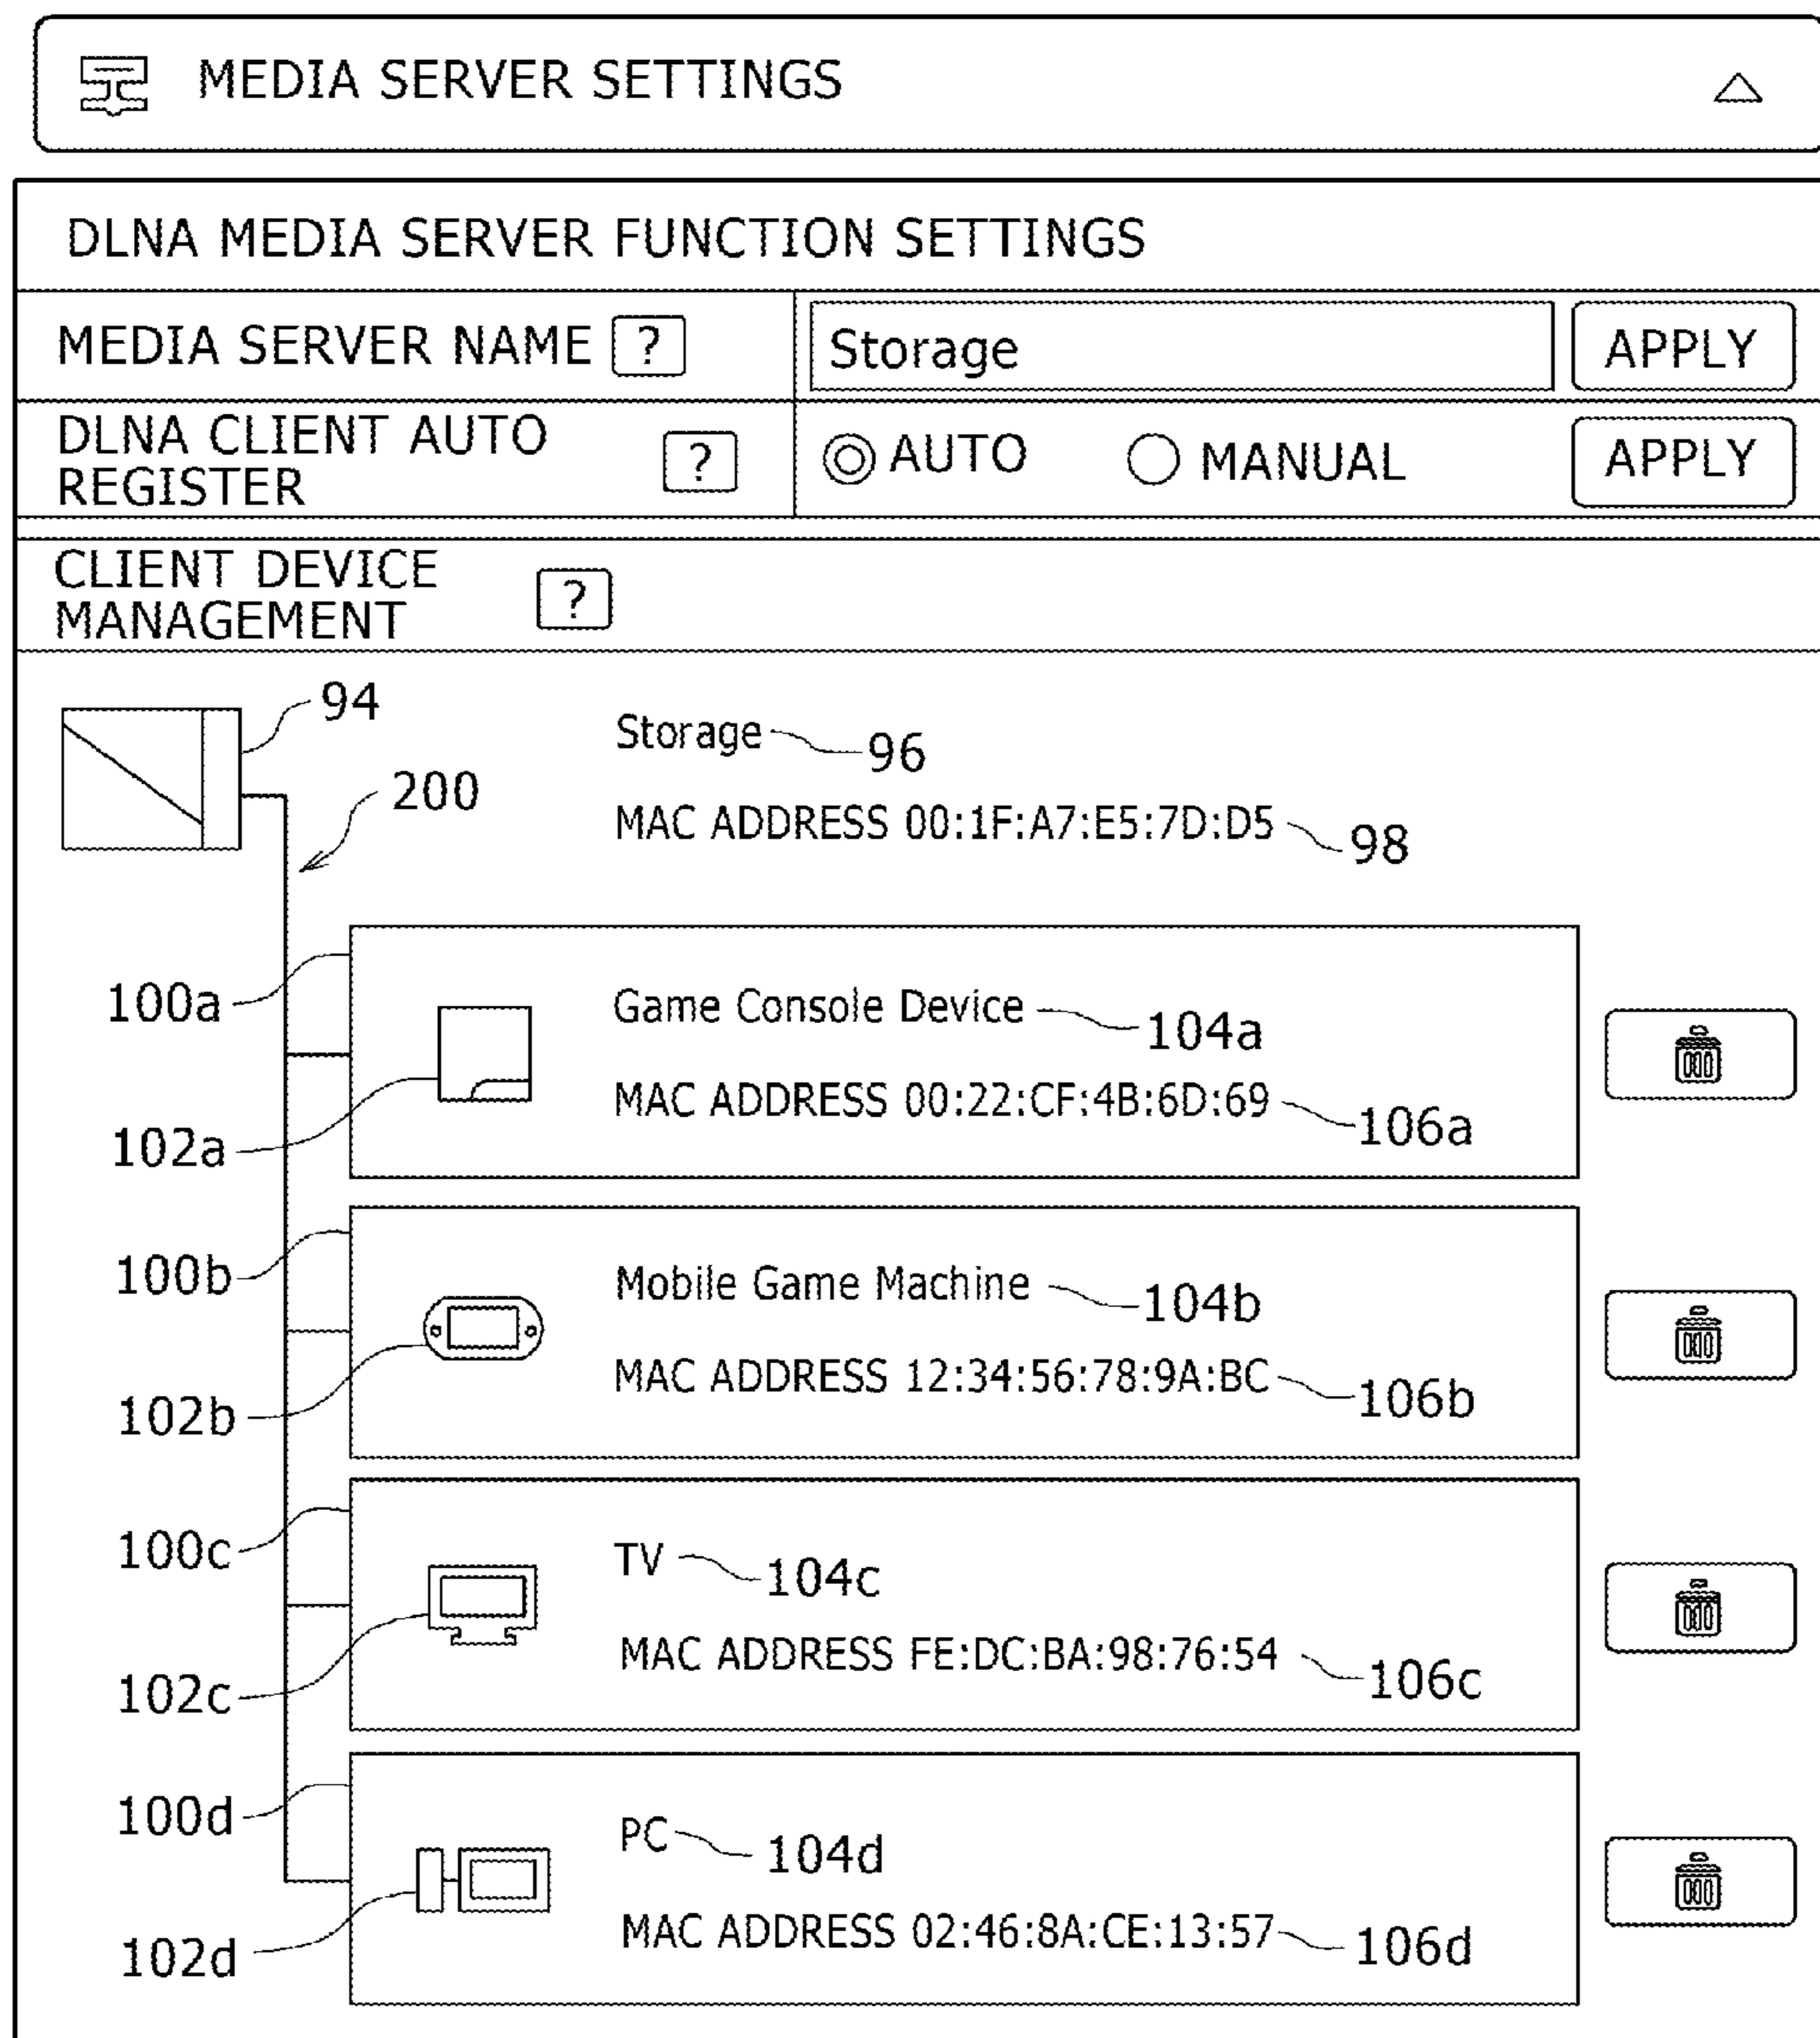 MEDIA SERVER SETTINGS
DLNA MEDIA SERVER FUNCTION SETTINGS
MEDIA SERVER NAME ? Storage APPLY
DLNA CLIENT AUTO
REGISTER ? AUTO MANUAL APPLY
CLIENT DEVICE
MANAGEMENT ?
94
Storage 96
200
MAC ADDRESS 00:1F:A7:E5:7D:D5 98
100a
Game Console Device 104a
MAC ADDRESS 00:22:CF:4B:6D:69 106a
102a
100b
Mobile Game Machine 104b
MAC ADDRESS 12:34:56:78:9A:BC 106b
102b
100c
TV 104c
MAC ADDRESS FE:DC:BA:98:76:54 106c
102c
100d
PC 104d
MAC ADDRESS 02:46:8A:CE:13:57 106d
102d